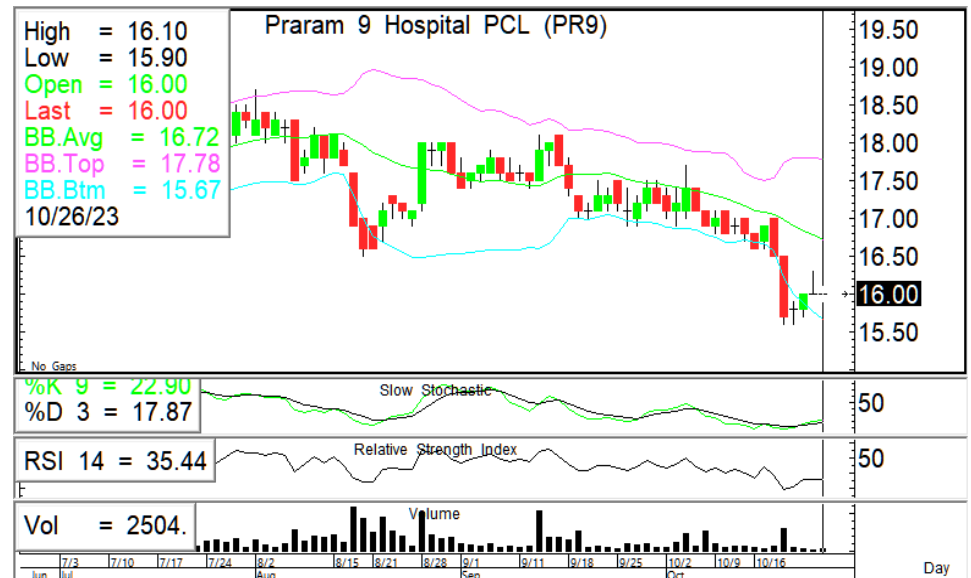 Praram 9 Hospital PCL (PR9)
High = 16.10
Low = 15.90
Open = 16.00
Last = 16.00
BB.Avg = 16.72
BB.Top = 17.78
BB.Btm = 15.67
10/26/23
19.50
19.00
18.50
18.00
17.50
17.00
16.50
16.00
15.50
No Gaps
%K 9 = 22.90
%D 3 = 17.87
Slow Stochastic
50
RSI 14 = 35.44
Relative Strength Index
50
Vol = 2504.
Volume
7/3 7/10 7/17 7/24 8/2 8/15 8/21 8/28 9/1 9/11 9/18 9/25 10/2 10/9 10/16
Jun Jul Aug Sep Oct
Day